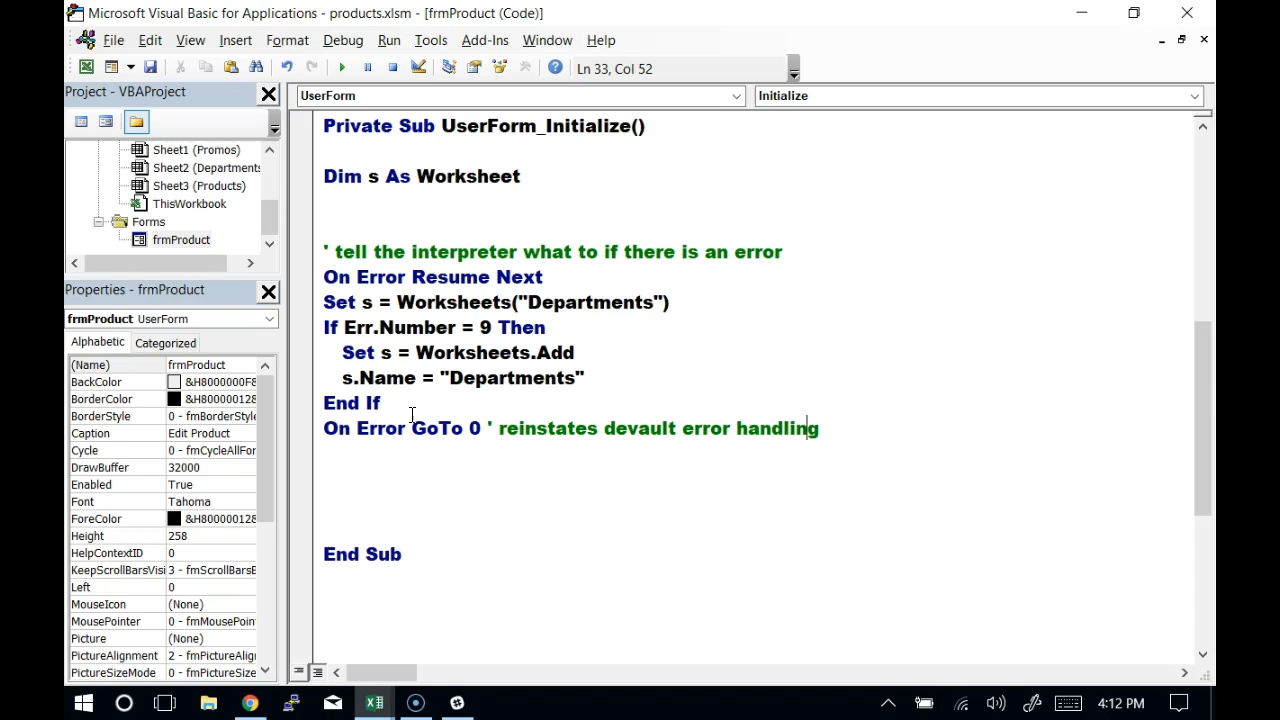 Microsoft Visual Basic for Applications - products.xlsm - [frmProduct (Code)]
File Edit View Insert Format Debug Run Tools Add-Ins Window Help
Ln 33, Col 52
Project - VBAProject
Sheet1 (Promos)
Sheet2 (Departments
Sheet3 (Products)
ThisWorkbook
Forms
frmProduct
Properties - frmProduct
frmProduct UserForm
Alphabetic Categorized
(Name) frmProduct
BackColor &H8000000F&
BorderColor &H80000012&
BorderStyle 0 - fmBorderStyle
Caption Edit Product
Cycle 0 - fmCycleAllFor
DrawBuffer 32000
Enabled True
Font Tahoma
ForeColor &H80000012&
Height 258
HelpContextID 0
KeepScrollBarsVisi 3 - fmScrollBarsB
Left 0
MouseIcon (None)
MousePointer 0 - fmMousePoin
Picture (None)
PictureAlignment 2 - fmPictureAlig
PictureSizeMode 0 - fmPictureSize
UserForm Initialize
Private Sub UserForm_Initialize()
Dim s As Worksheet
' tell the interpreter what to if there is an error
On Error Resume Next
Set s = Worksheets("Departments")
If Err.Number = 9 Then
Set s = Worksheets.Add
s.Name = "Departments"
End If
On Error GoTo 0 ' reinstates devault error handling
End Sub
4:12 PM